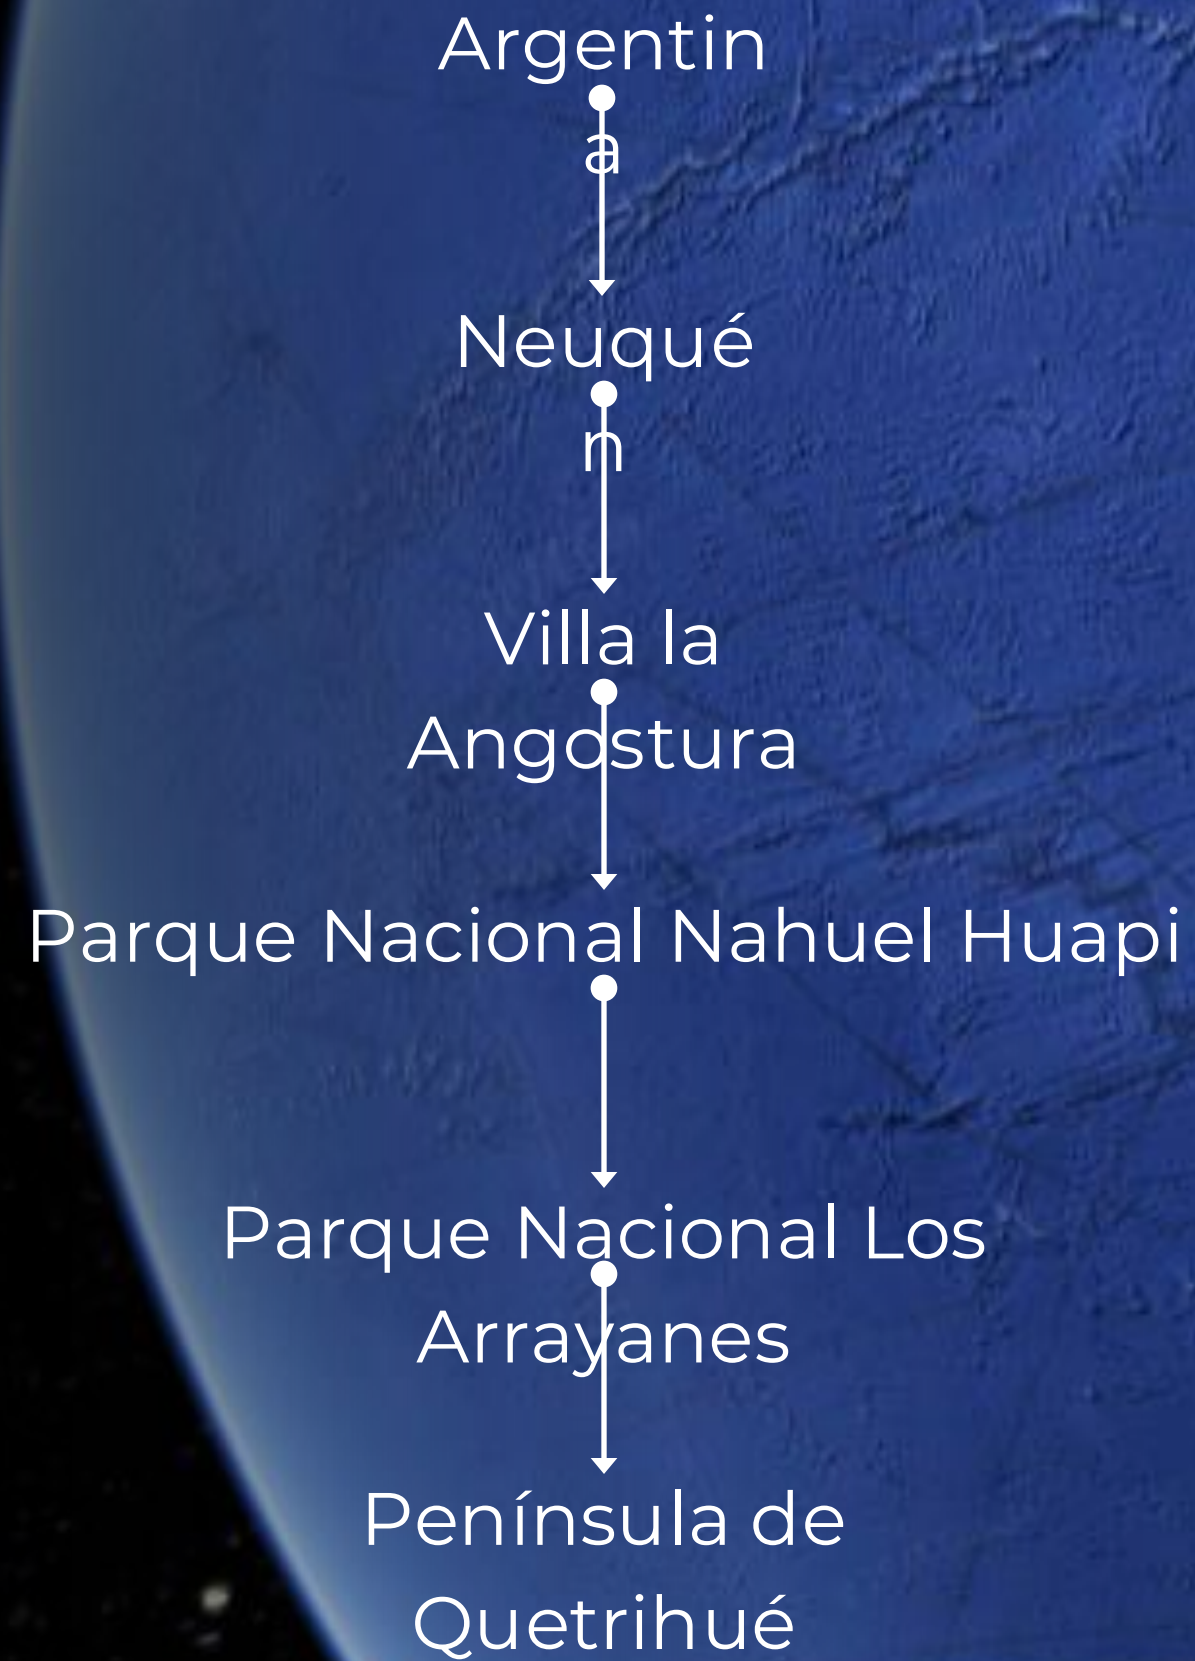 Argentin
a
Neuqué
n
Villa la
Angostura
Parque Nacional Nahuel Huapi
Parque Nacional Los
Arrayanes
Península de
Quetrihué